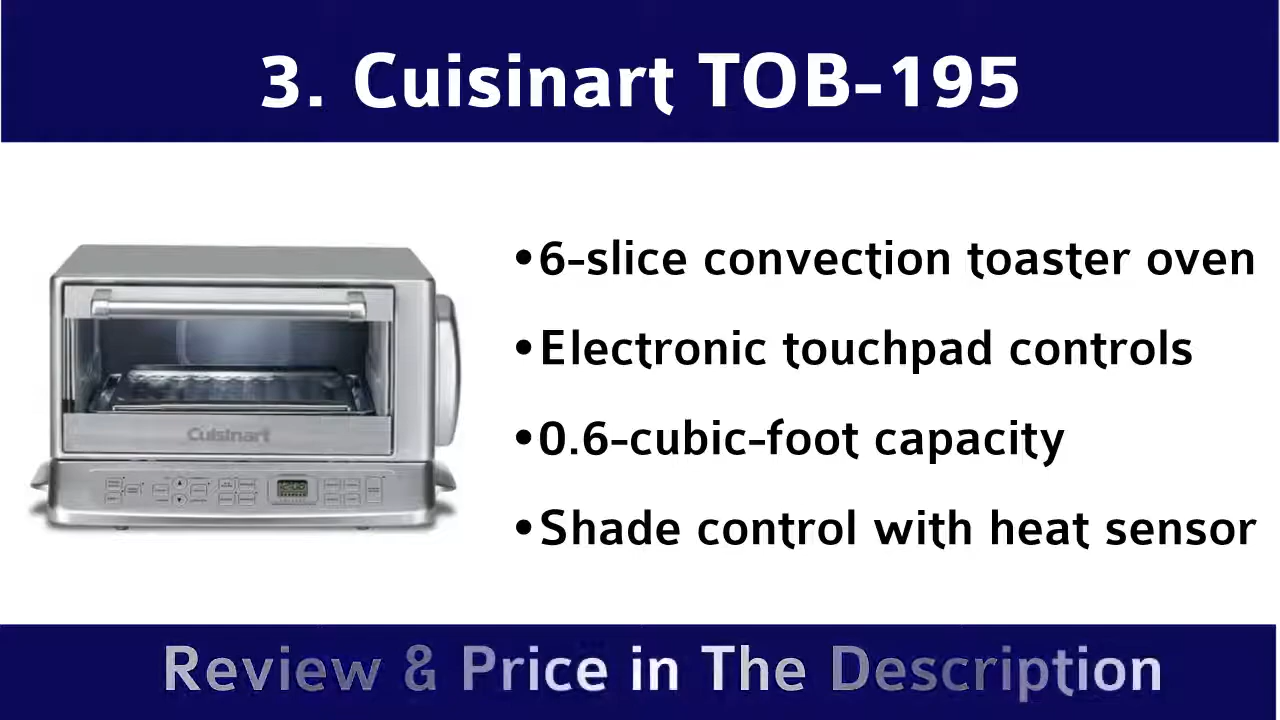 3. Cuisinart TOB-195
•6-slice convection toaster oven
•Electronic touchpad controls
•0.6-cubic-foot capacity
•Shade control with heat sensor
Cuisinart
Review & Price in The Description